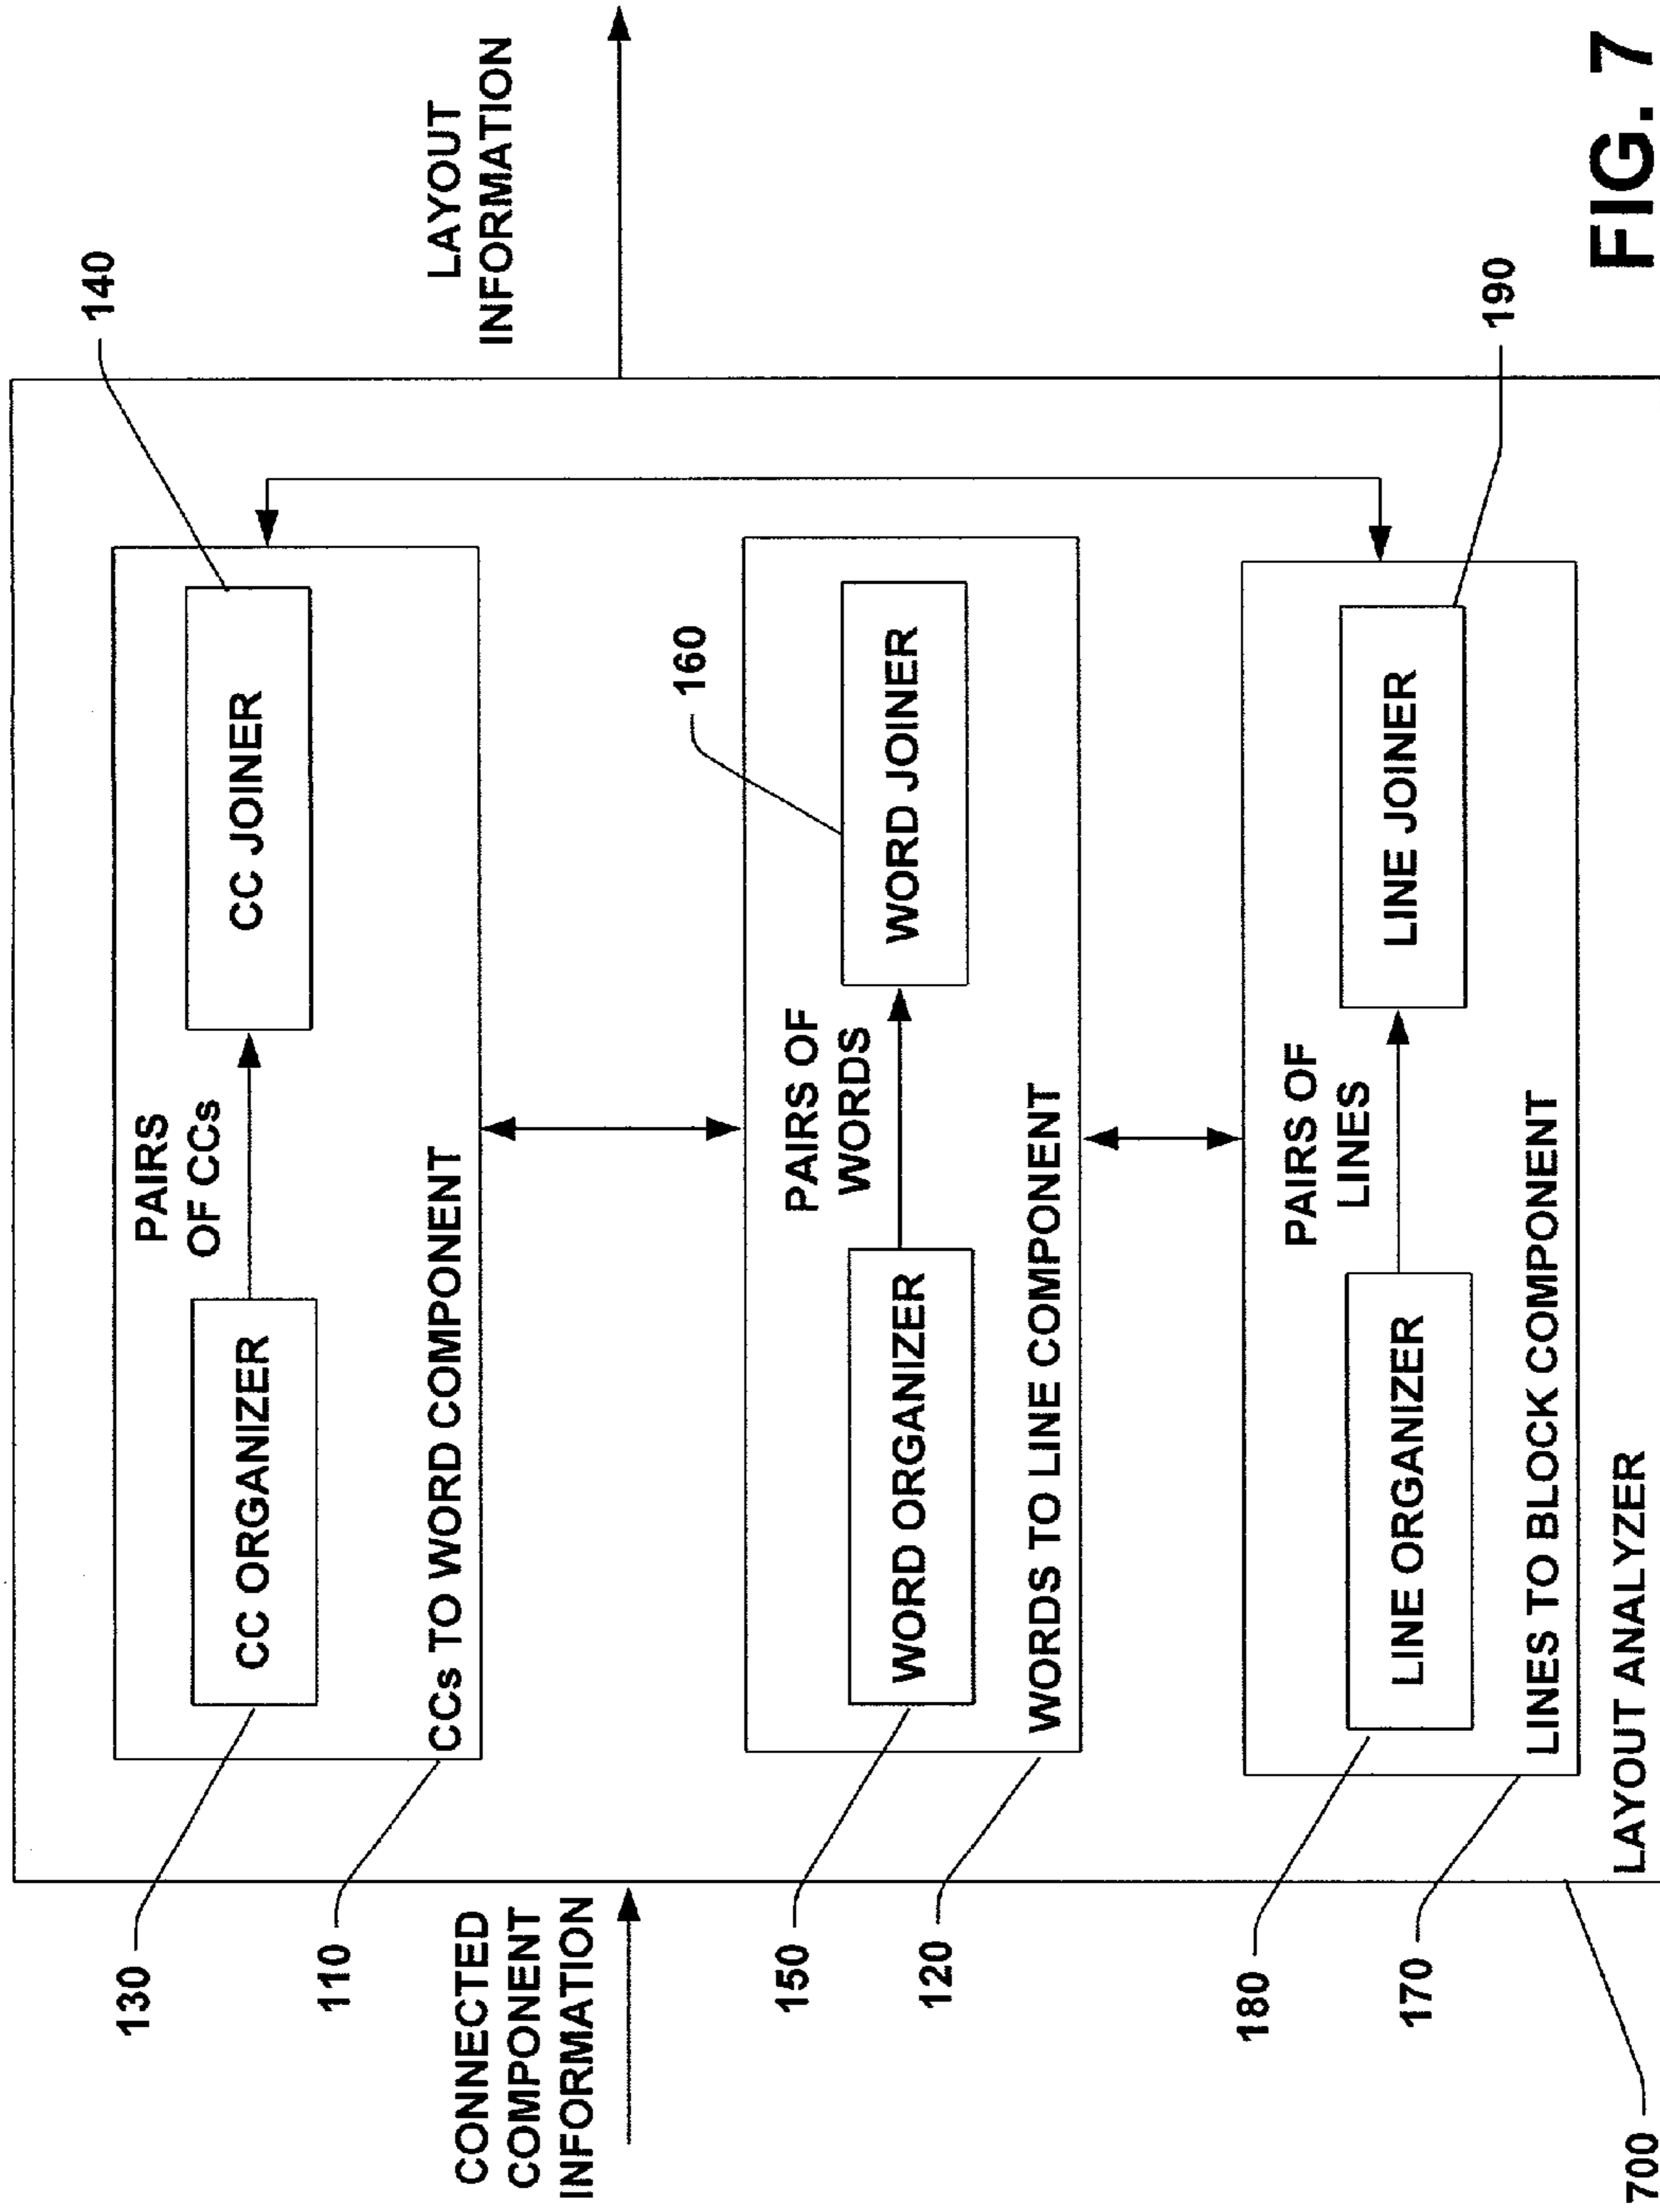 140
PAIRS
OF CCs
CC ORGANIZER
CC JOINER
CCs TO WORD COMPONENT
130
110
LAYOUT
INFORMATION
CONNECTED
COMPONENT
INFORMATION
160
PAIRS OF
WORDS
WORD ORGANIZER
WORD JOINER
WORDS TO LINE COMPONENT
150
120
PAIRS OF
LINES
LINE ORGANIZER
LINE JOINER
190
LINES TO BLOCK COMPONENT
180
170
LAYOUT ANALYZER
700
FIG. 7